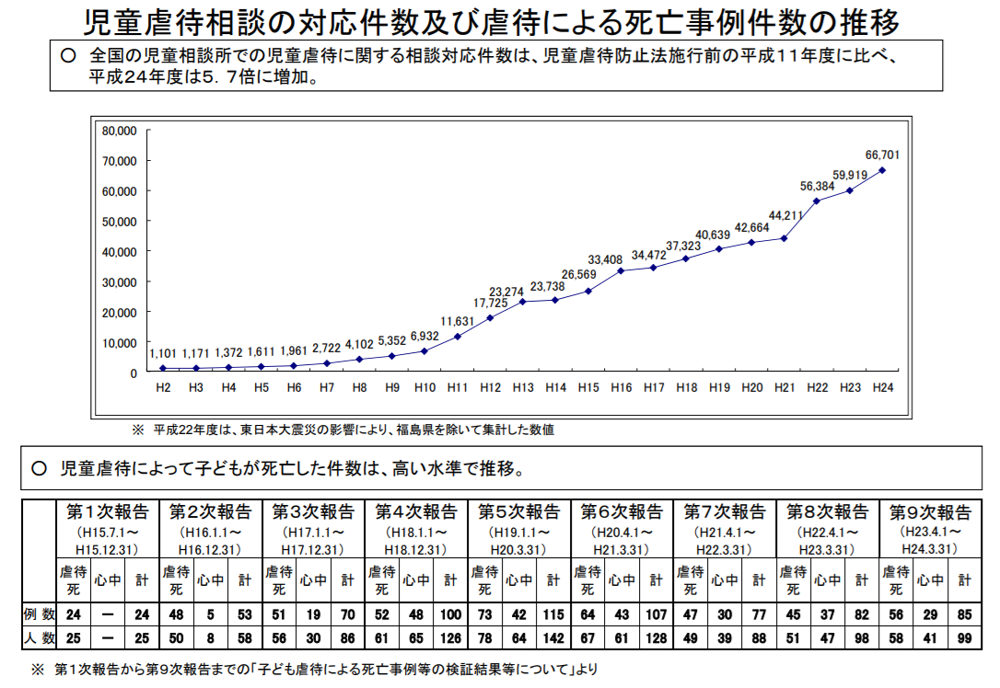 児童虐待相談の対応件数及び虐待による死亡事例件数の推移
○ 全国の児童相談所での児童虐待に関する相談対応件数は、児童虐待防止法施行前の平成11年度に比べ、
平成24年度は5.7倍に増加。
80,000
70,000
60,000
50,000
40,000
30,000
20,000
10,000
0
1,101 1,171 1,372 1,611 1,961 2,722 4,102 5,352 6,932 11,631 17,725 23,274 23,738 26,569 33,408 34,472 37,323 40,639 42,664 44,211 56,384 59,919 66,701
H2 H3 H4 H5 H6 H7 H8 H9 H10 H11 H12 H13 H14 H15 H16 H17 H18 H19 H20 H21 H22 H23 H24
※ 平成22年度は、東日本大震災の影響により、福島県を除いて集計した数値
○ 児童虐待によって子どもが死亡した件数は、高い水準で推移。
第1次報告 第2次報告 第3次報告 第4次報告 第5次報告 第6次報告 第7次報告 第8次報告 第9次報告
(H15.7.1～ (H16.1.1～ (H17.1.1～ (H18.1.1～ (H19.1.1～ (H20.4.1～ (H21.4.1～ (H22.4.1～ (H23.4.1～
H15.12.31) H16.12.31) H17.12.31) H18.12.31) H20.3.31) H21.3.31) H22.3.31) H23.3.31) H24.3.31)
虐待死 心中 計 虐待死 心中 計 虐待死 心中 計 虐待死 心中 計 虐待死 心中 計 虐待死 心中 計 虐待死 心中 計 虐待死 心中 計 虐待死 心中 計
例数 24 － 24 48 5 53 51 19 70 52 48 100 73 42 115 64 43 107 47 30 77 45 37 82 56 29 85
人数 25 － 25 50 8 58 56 30 86 61 65 126 78 64 142 67 61 128 49 39 88 51 47 98 58 41 99
※ 第1次報告から第9次報告までの「子ども虐待による死亡事例等の検証結果等について」より